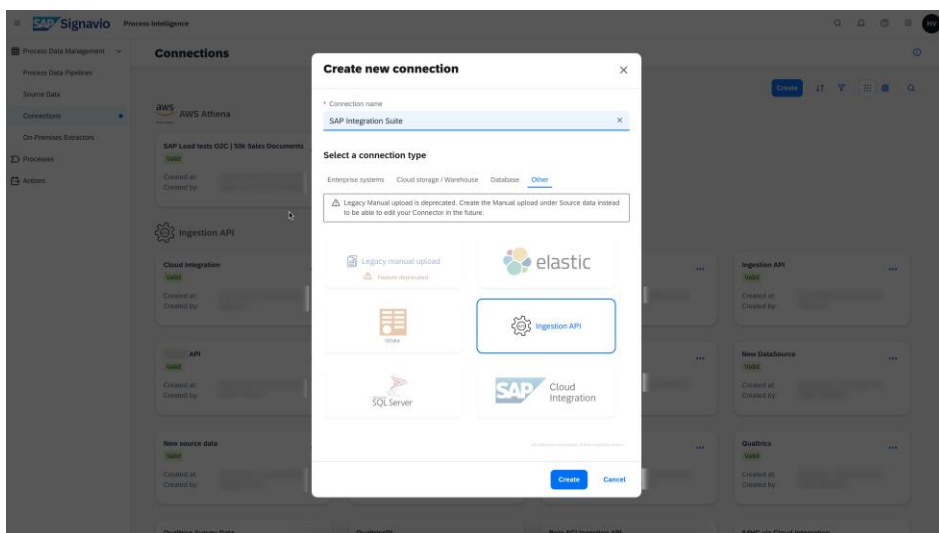 SAP Signavio Process Intelligence
HV
Process Data Management
Process Data Pipelines
Source Data
Connections
On-Premises Extractors
Processes
Actions
Connections
Create
aws
AWS Athena
SAP Load tests O2C | 50k Sales Documents
Valid
Created at:
Created by:
Ingestion API
Cloud Integration
Valid
Created at:
Created by:
Ingestion API
Valid
Created at:
Created by:
API
Valid
Created at:
Created by:
New DataSource
Valid
Created at:
Created by:
New source data
Valid
Created at:
Created by:
Qualtrics
Valid
Created at:
Created by:
Qualtrics Survey Data
Create new connection
* Connection name
SAP Integration Suite
Select a connection type
Enterprise systems
Cloud storage / Warehouse
Database
Other
Legacy Manual upload is deprecated. Create the Manual upload under Source data instead
to be able to edit your Connector in the future.
Legacy manual upload
Feature deprecated
elastic
Ingestion API
SQL Server
SAP Cloud
Integration
Create
Cancel